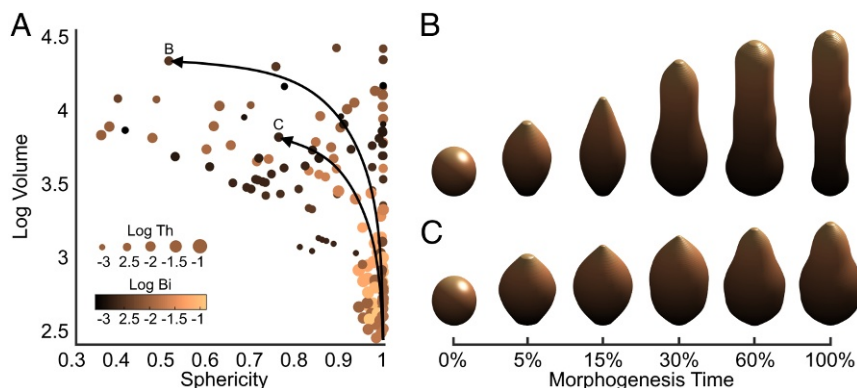 A
4.5
4
3.5
3
2.5
Log Volume
B
C
Log Th
-3 2.5 -2 -1.5 -1
Log Bi
-3 2.5 -2 -1.5 -1
0.3 0.4 0.5 0.6 0.7 0.8 0.9 1
Sphericity
B
C
0% 5% 15% 30% 60% 100%
Morphogenesis Time